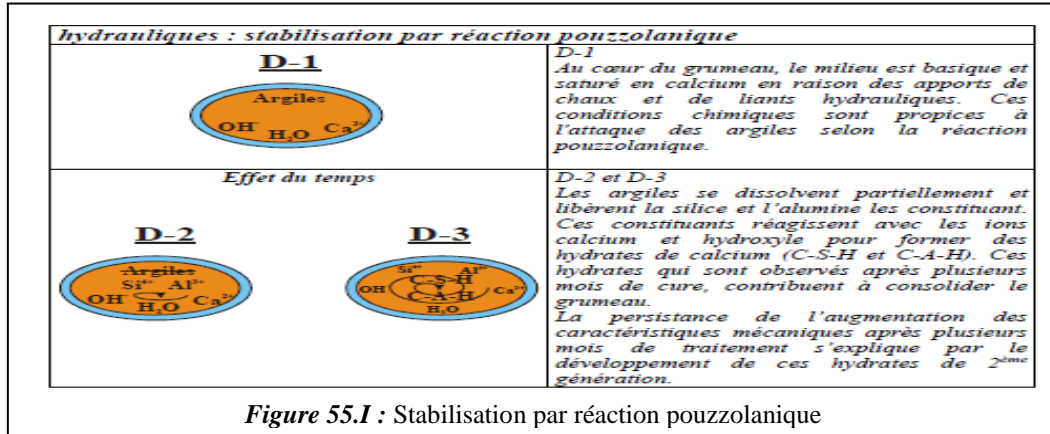 hydrauliques : stabilisation par réaction pouzzolanique
D-1
Argiles
OH⁻ H₂O Ca²⁺
D-1
Au cœur du grumeau, le milieu est basique et
saturé en calcium en raison des apports de
chaux et de liants hydrauliques. Ces
conditions chimiques sont propices à
l'attaque des argiles selon la réaction
pouzzolanique.
Effet du temps
D-2
Argiles
Si⁴⁺ Al³⁺
OH⁻ H₂O Ca²⁺
D-3
Si⁴⁺ Al³⁺
C-S-H
OH⁻ Ca²⁺
C-A-H
H₂O
D-2 et D-3
Les argiles se dissolvent partiellement et
libèrent la silice et l'alumine les constituant.
Ces constituants réagissent avec les ions
calcium et hydroxyle pour former des
hydrates de calcium (C-S-H et C-A-H). Ces
hydrates qui sont observés après plusieurs
mois de cure, contribuent à consolider le
grumeau.
La persistance de l'augmentation des
caractéristiques mécaniques après plusieurs
mois de traitement s'explique par le
développement de ces hydrates de 2ème
génération.
Figure 55.I : Stabilisation par réaction pouzzolanique